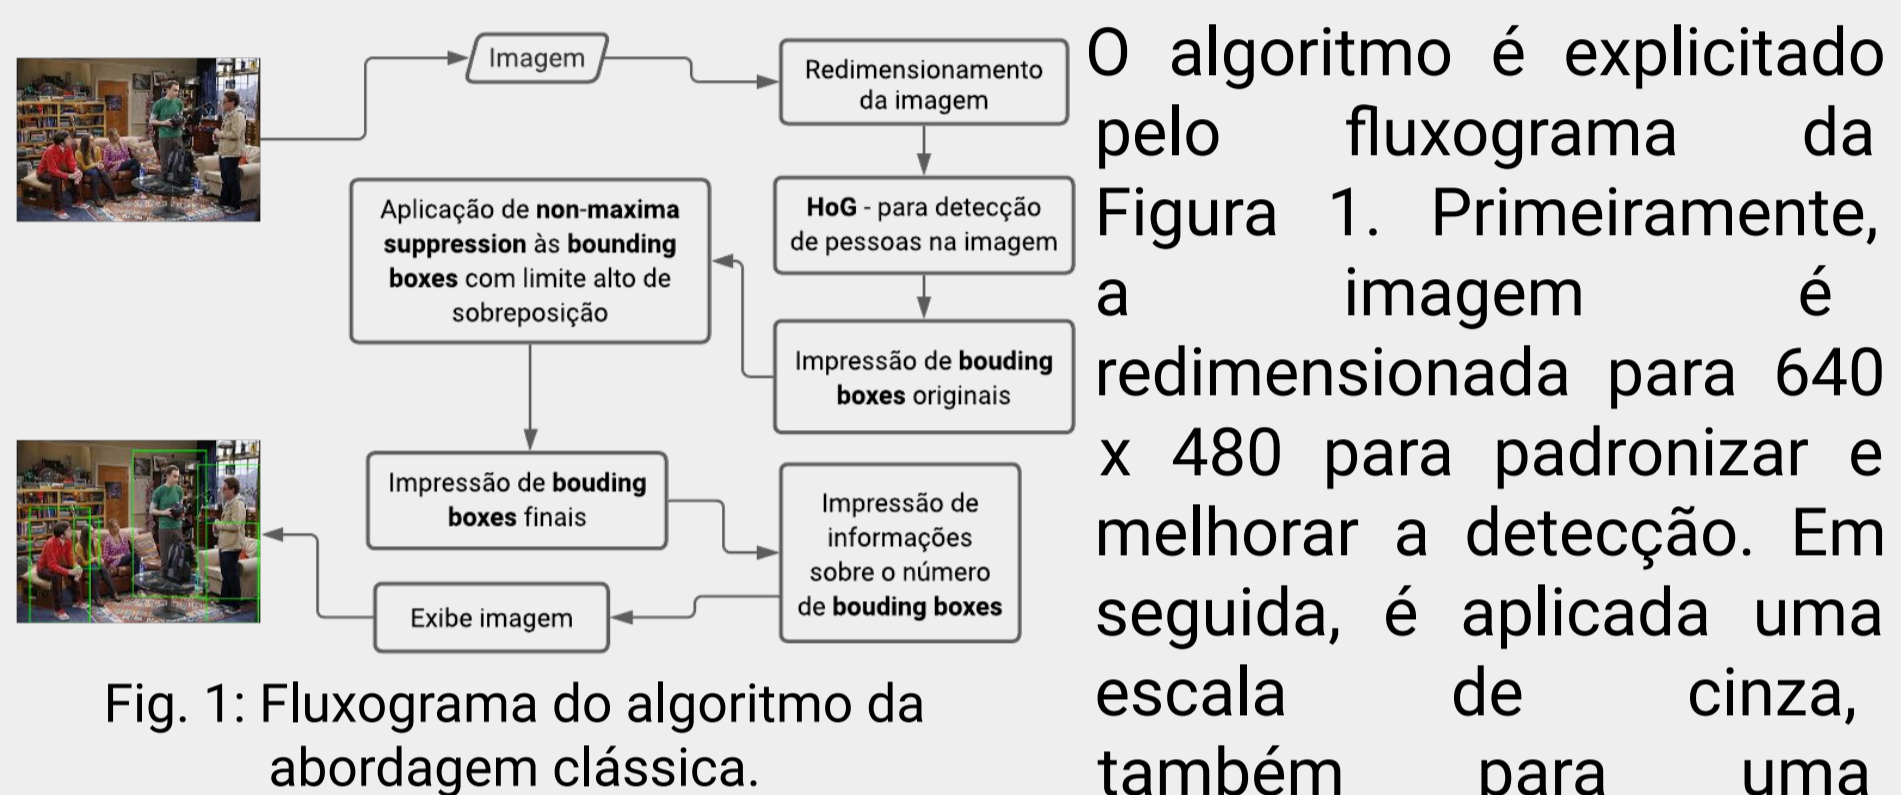 Imagem
Redimensionamento
da imagem
HoG - para detecção
de pessoas na imagem
Impressão de bouding
boxes originais
Aplicação de non-maxima
suppression às bounding
boxes com limite alto de
sobreposição
Impressão de bouding
boxes finais
Impressão de
informações
sobre o número
de bouding boxes
Exibe imagem
Fig. 1: Fluxograma do algoritmo da
abordagem clássica.
O algoritmo é explicitado
pelo fluxograma da
Figura 1. Primeiramente,
a imagem é
redimensionada para 640
x 480 para padronizar e
melhorar a detecção. Em
seguida, é aplicada uma
escala de cinza,
também para uma